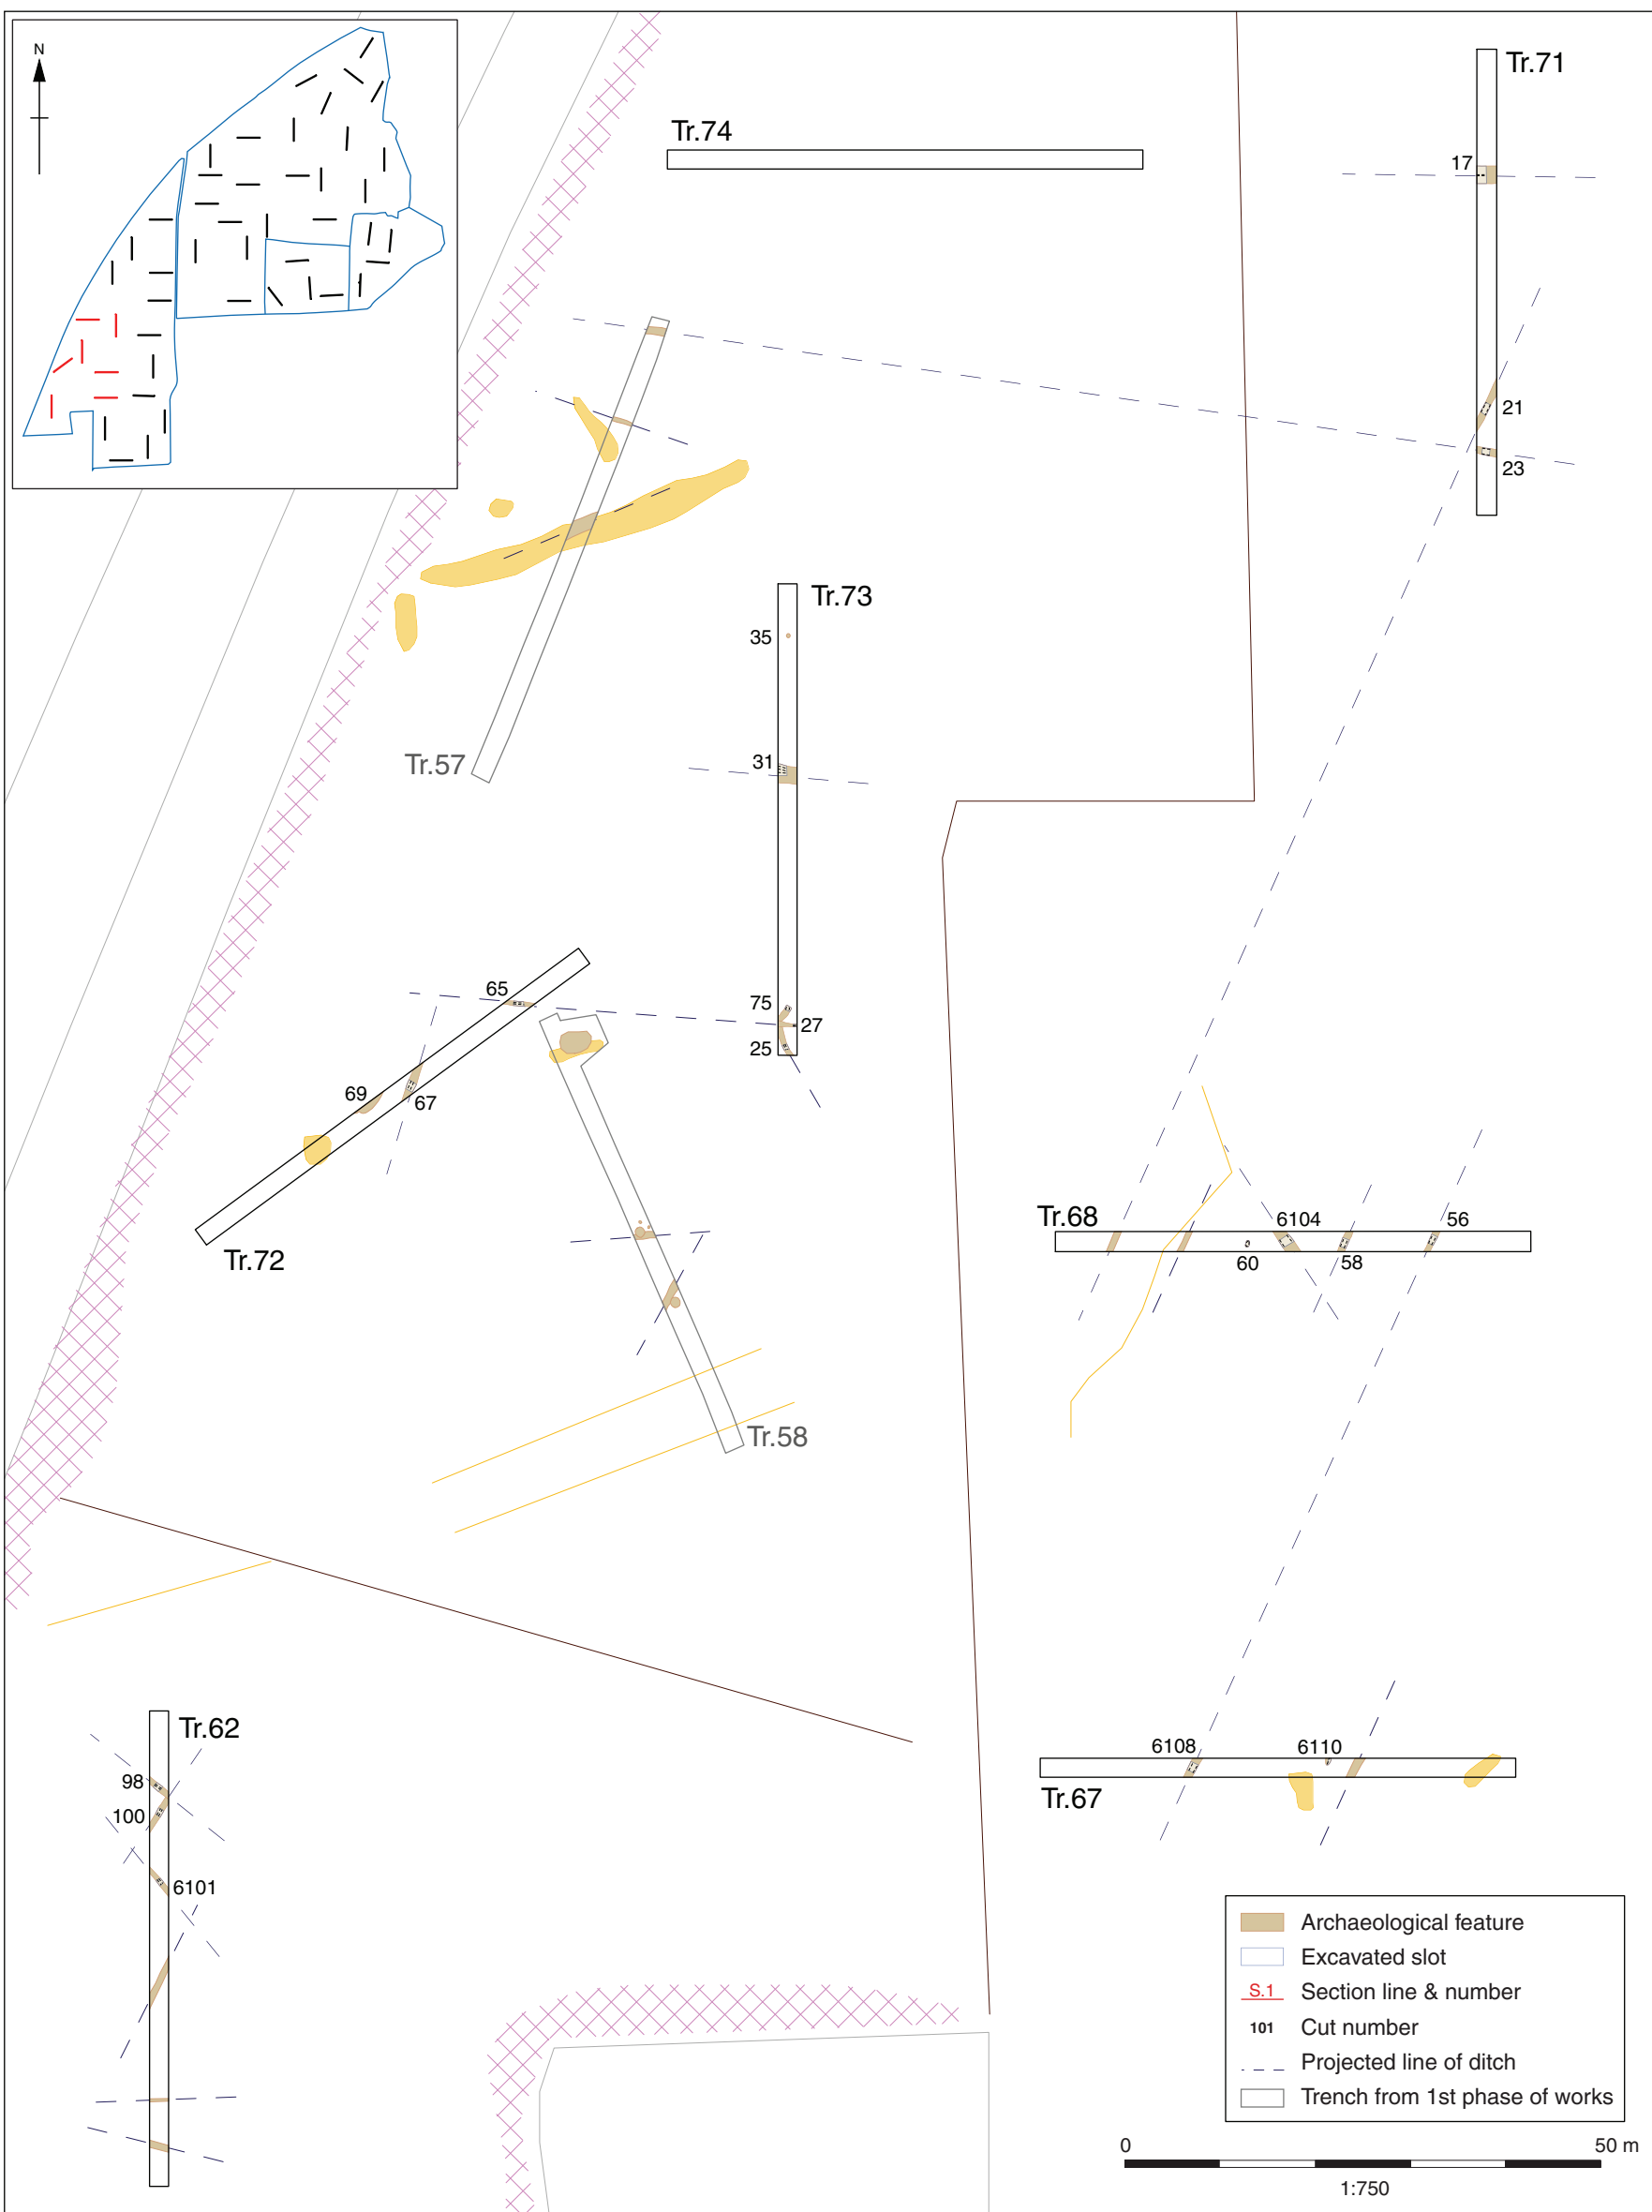 N
Tr.71
Tr.74
17
21
23
Tr.73
35
31
Tr.57
65
75
27
25
69
67
Tr.72
Tr.68
6104
56
60
58
Tr.58
Tr.62
98
100
6101
6108
6110
Tr.67
Archaeological feature
Excavated slot
S.1 Section line & number
101 Cut number
Projected line of ditch
Trench from 1st phase of works
0 50 m
1:750